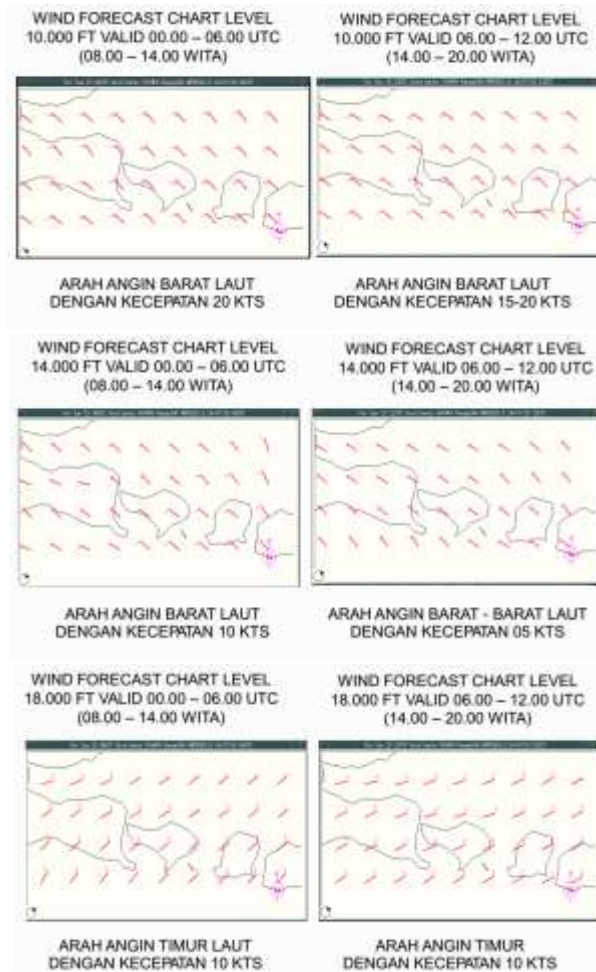 WIND FORECAST CHART LEVEL
10.000 FT VALID 00.00 – 06.00 UTC
(08.00 – 14.00 WITA)
WIND FORECAST CHART LEVEL
10.000 FT VALID 06.00 – 12.00 UTC
(14.00 – 20.00 WITA)
ARAH ANGIN BARAT LAUT
DENGAN KECEPATAN 20 KTS
ARAH ANGIN BARAT LAUT
DENGAN KECEPATAN 15-20 KTS
WIND FORECAST CHART LEVEL
14.000 FT VALID 00.00 – 06.00 UTC
(08.00 – 14.00 WITA)
WIND FORECAST CHART LEVEL
14.000 FT VALID 06.00 – 12.00 UTC
(14.00 – 20.00 WITA)
ARAH ANGIN BARAT LAUT
DENGAN KECEPATAN 10 KTS
ARAH ANGIN BARAT - BARAT LAUT
DENGAN KECEPATAN 05 KTS
WIND FORECAST CHART LEVEL
18.000 FT VALID 00.00 – 06.00 UTC
(08.00 – 14.00 WITA)
WIND FORECAST CHART LEVEL
18.000 FT VALID 06.00 – 12.00 UTC
(14.00 – 20.00 WITA)
ARAH ANGIN TIMUR LAUT
DENGAN KECEPATAN 10 KTS
ARAH ANGIN TIMUR
DENGAN KECEPATAN 10 KTS